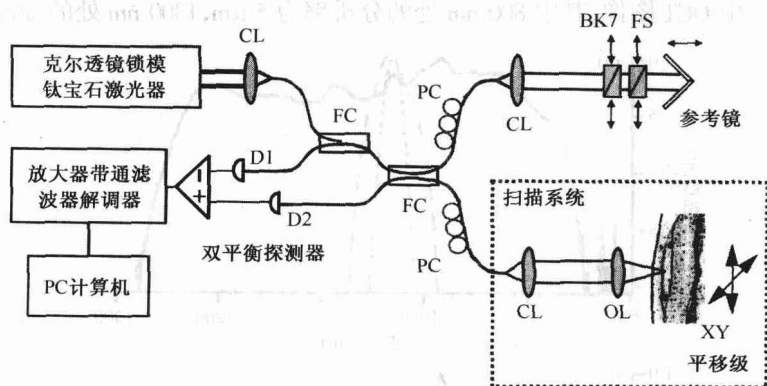 克尔透镜锁模
钛宝石激光器
CL
FC
PC
CL
BK7 FS
参考镜
放大器带通滤
波器解调器
D1
D2
双平衡探测器
FC
PC
PC计算机
扫描系统
CL
OL
XY
平移级